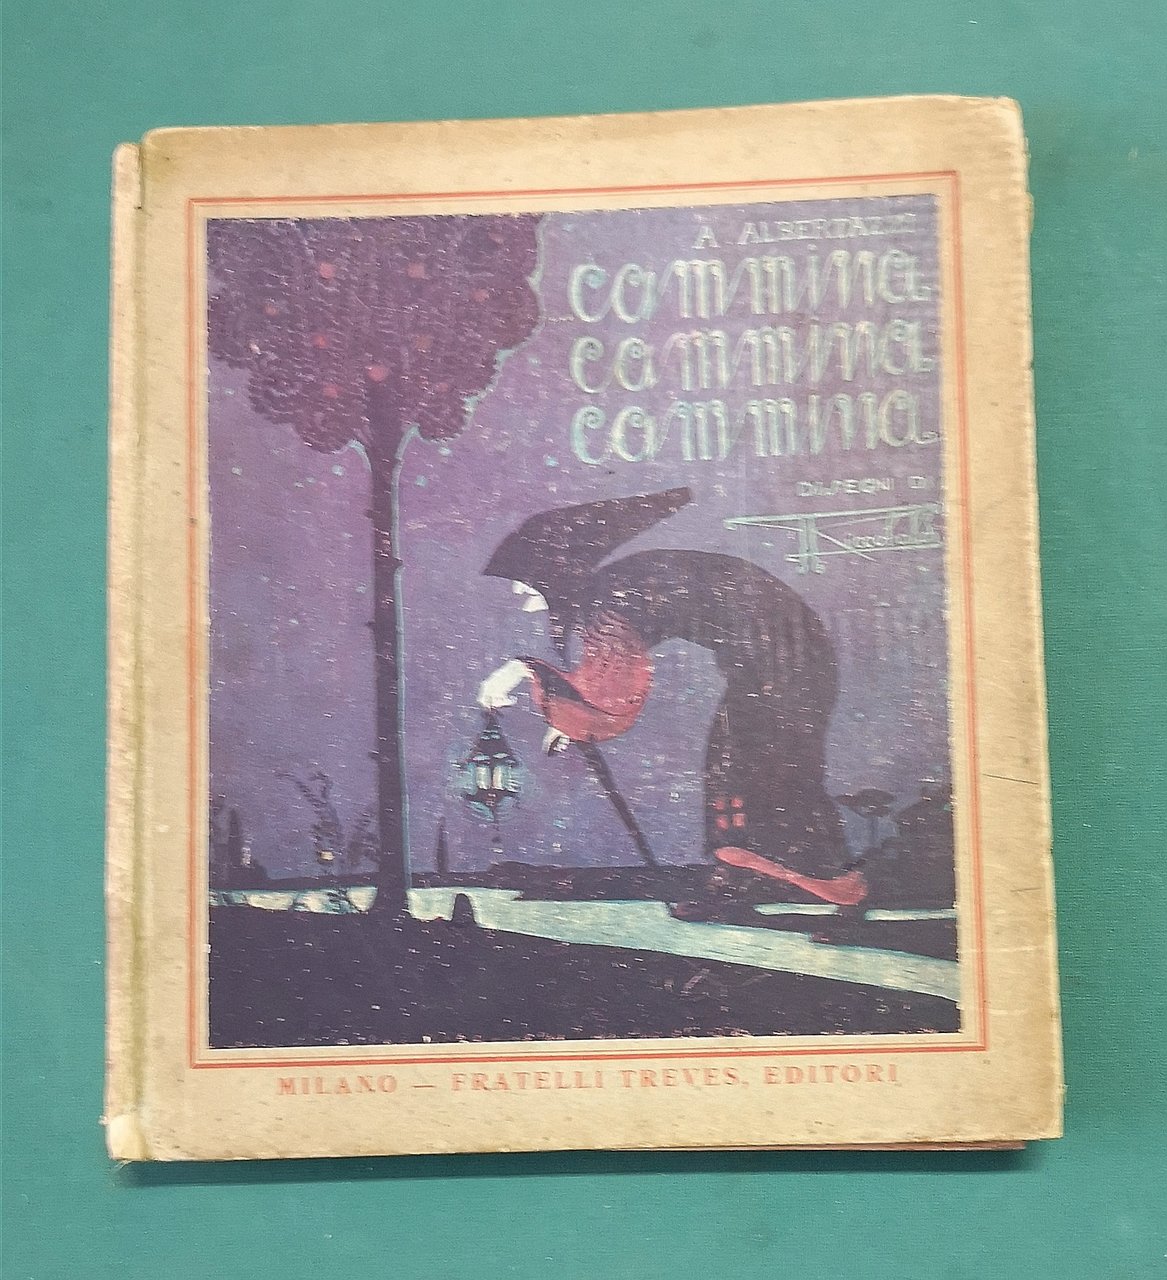 A. ALBERTAZZI
cammina
cammina
cammina
DISEGNI DI
MILANO — FRATELLI TREVES, EDITORI